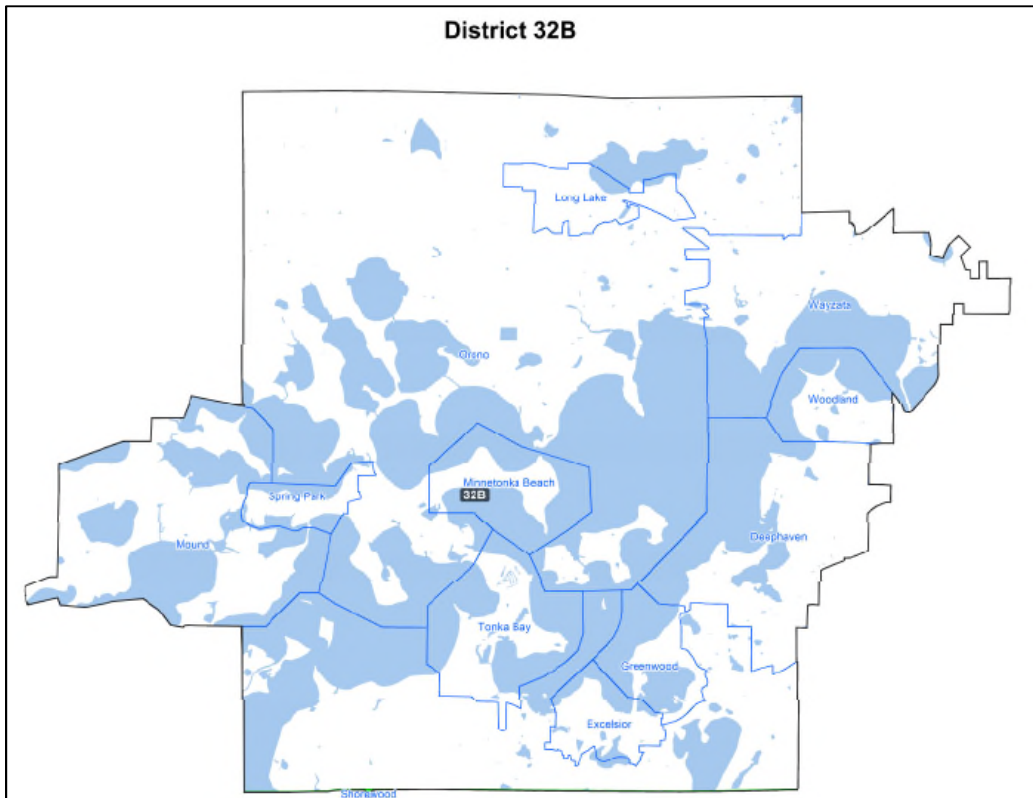 District 32B
Long Lake
Wayzata
Orono
Woodland
Minnetonka Beach
32B
Spring Park
Deephaven
Mound
Tonka Bay
Greenwood
Excelsior
Shorewood